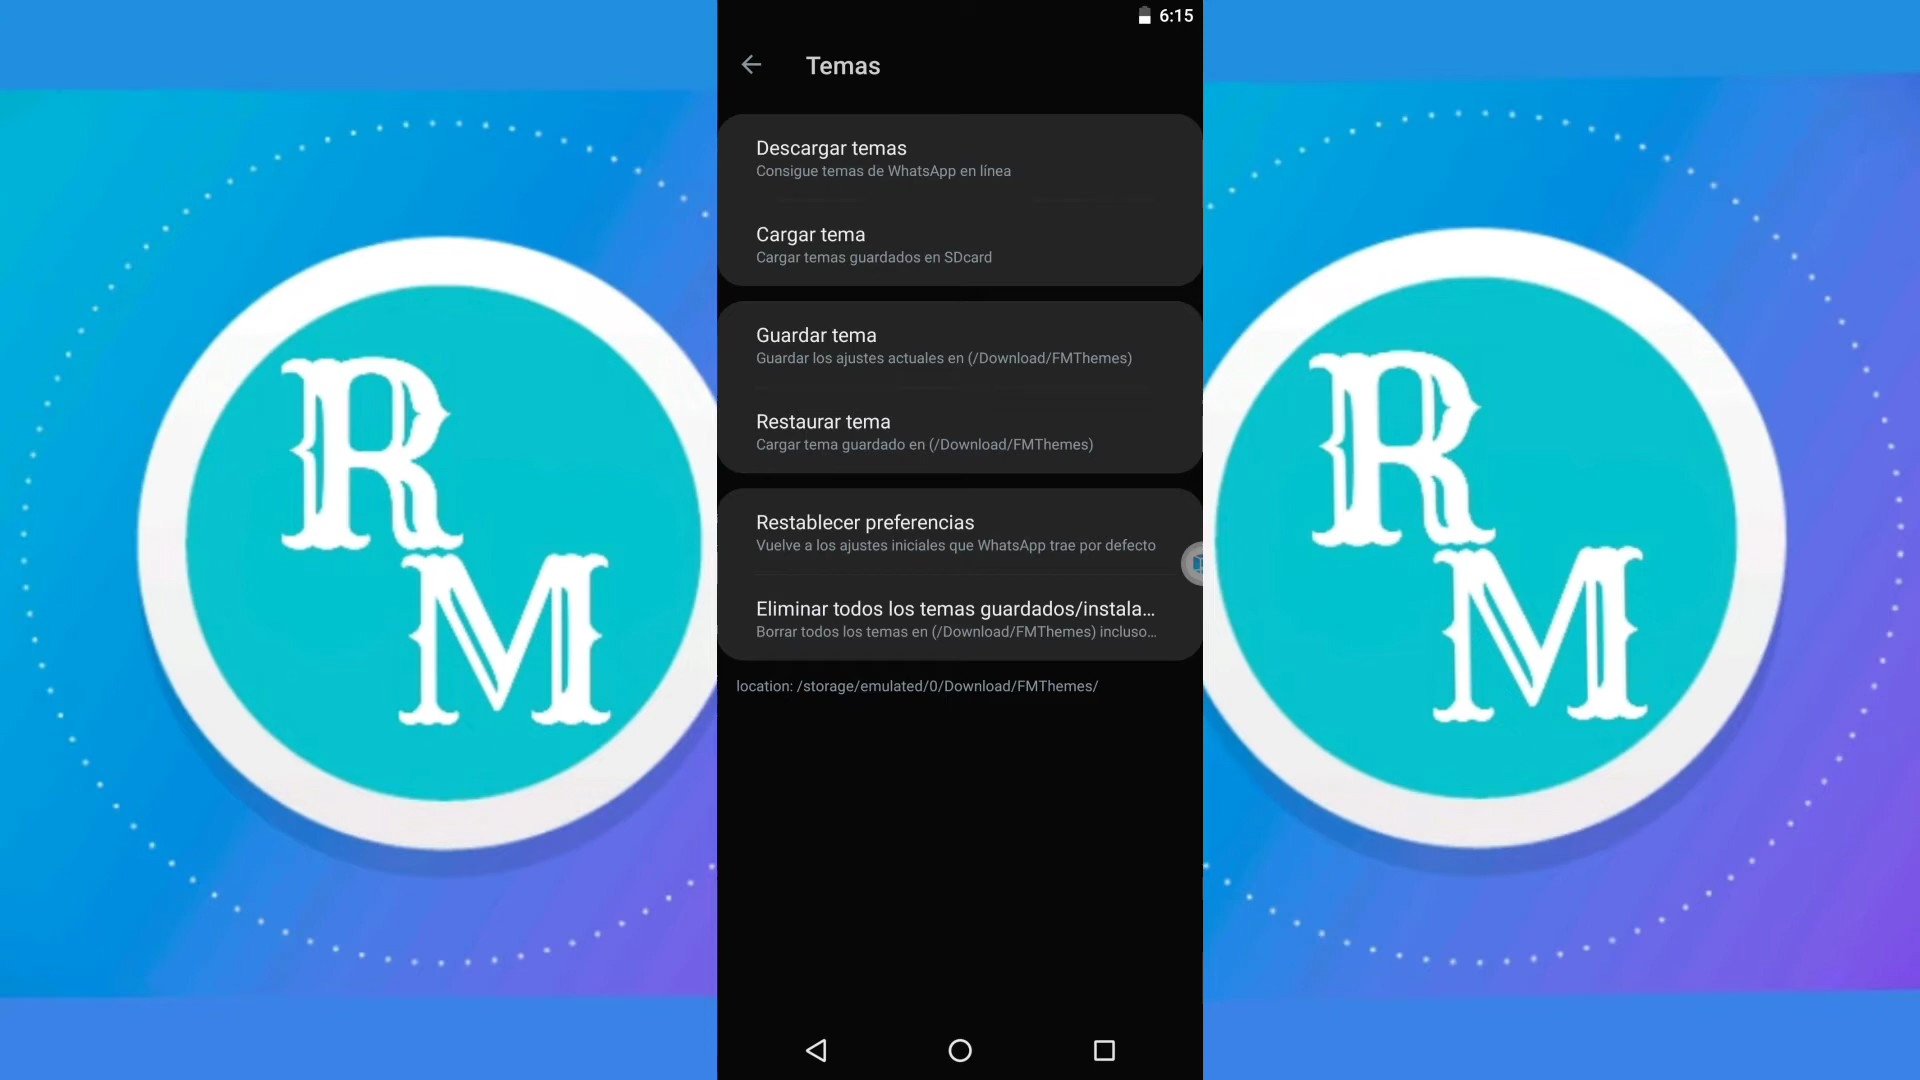 6:15
Temas
Descargar temas
Consigue temas de WhatsApp en línea
Cargar tema
Cargar temas guardados en SDcard
Guardar tema
Guardar los ajustes actuales en (/Download/FMThemes)
Restaurar tema
Cargar tema guardado en (/Download/FMThemes)
Restablecer preferencias
Vuelve a los ajustes iniciales que WhatsApp trae por defecto
Eliminar todos los temas guardados/instala...
Borrar todos los temas en (/Download/FMThemes) incluso...
location: /storage/emulated/0/Download/FMThemes/
R
M
R
M